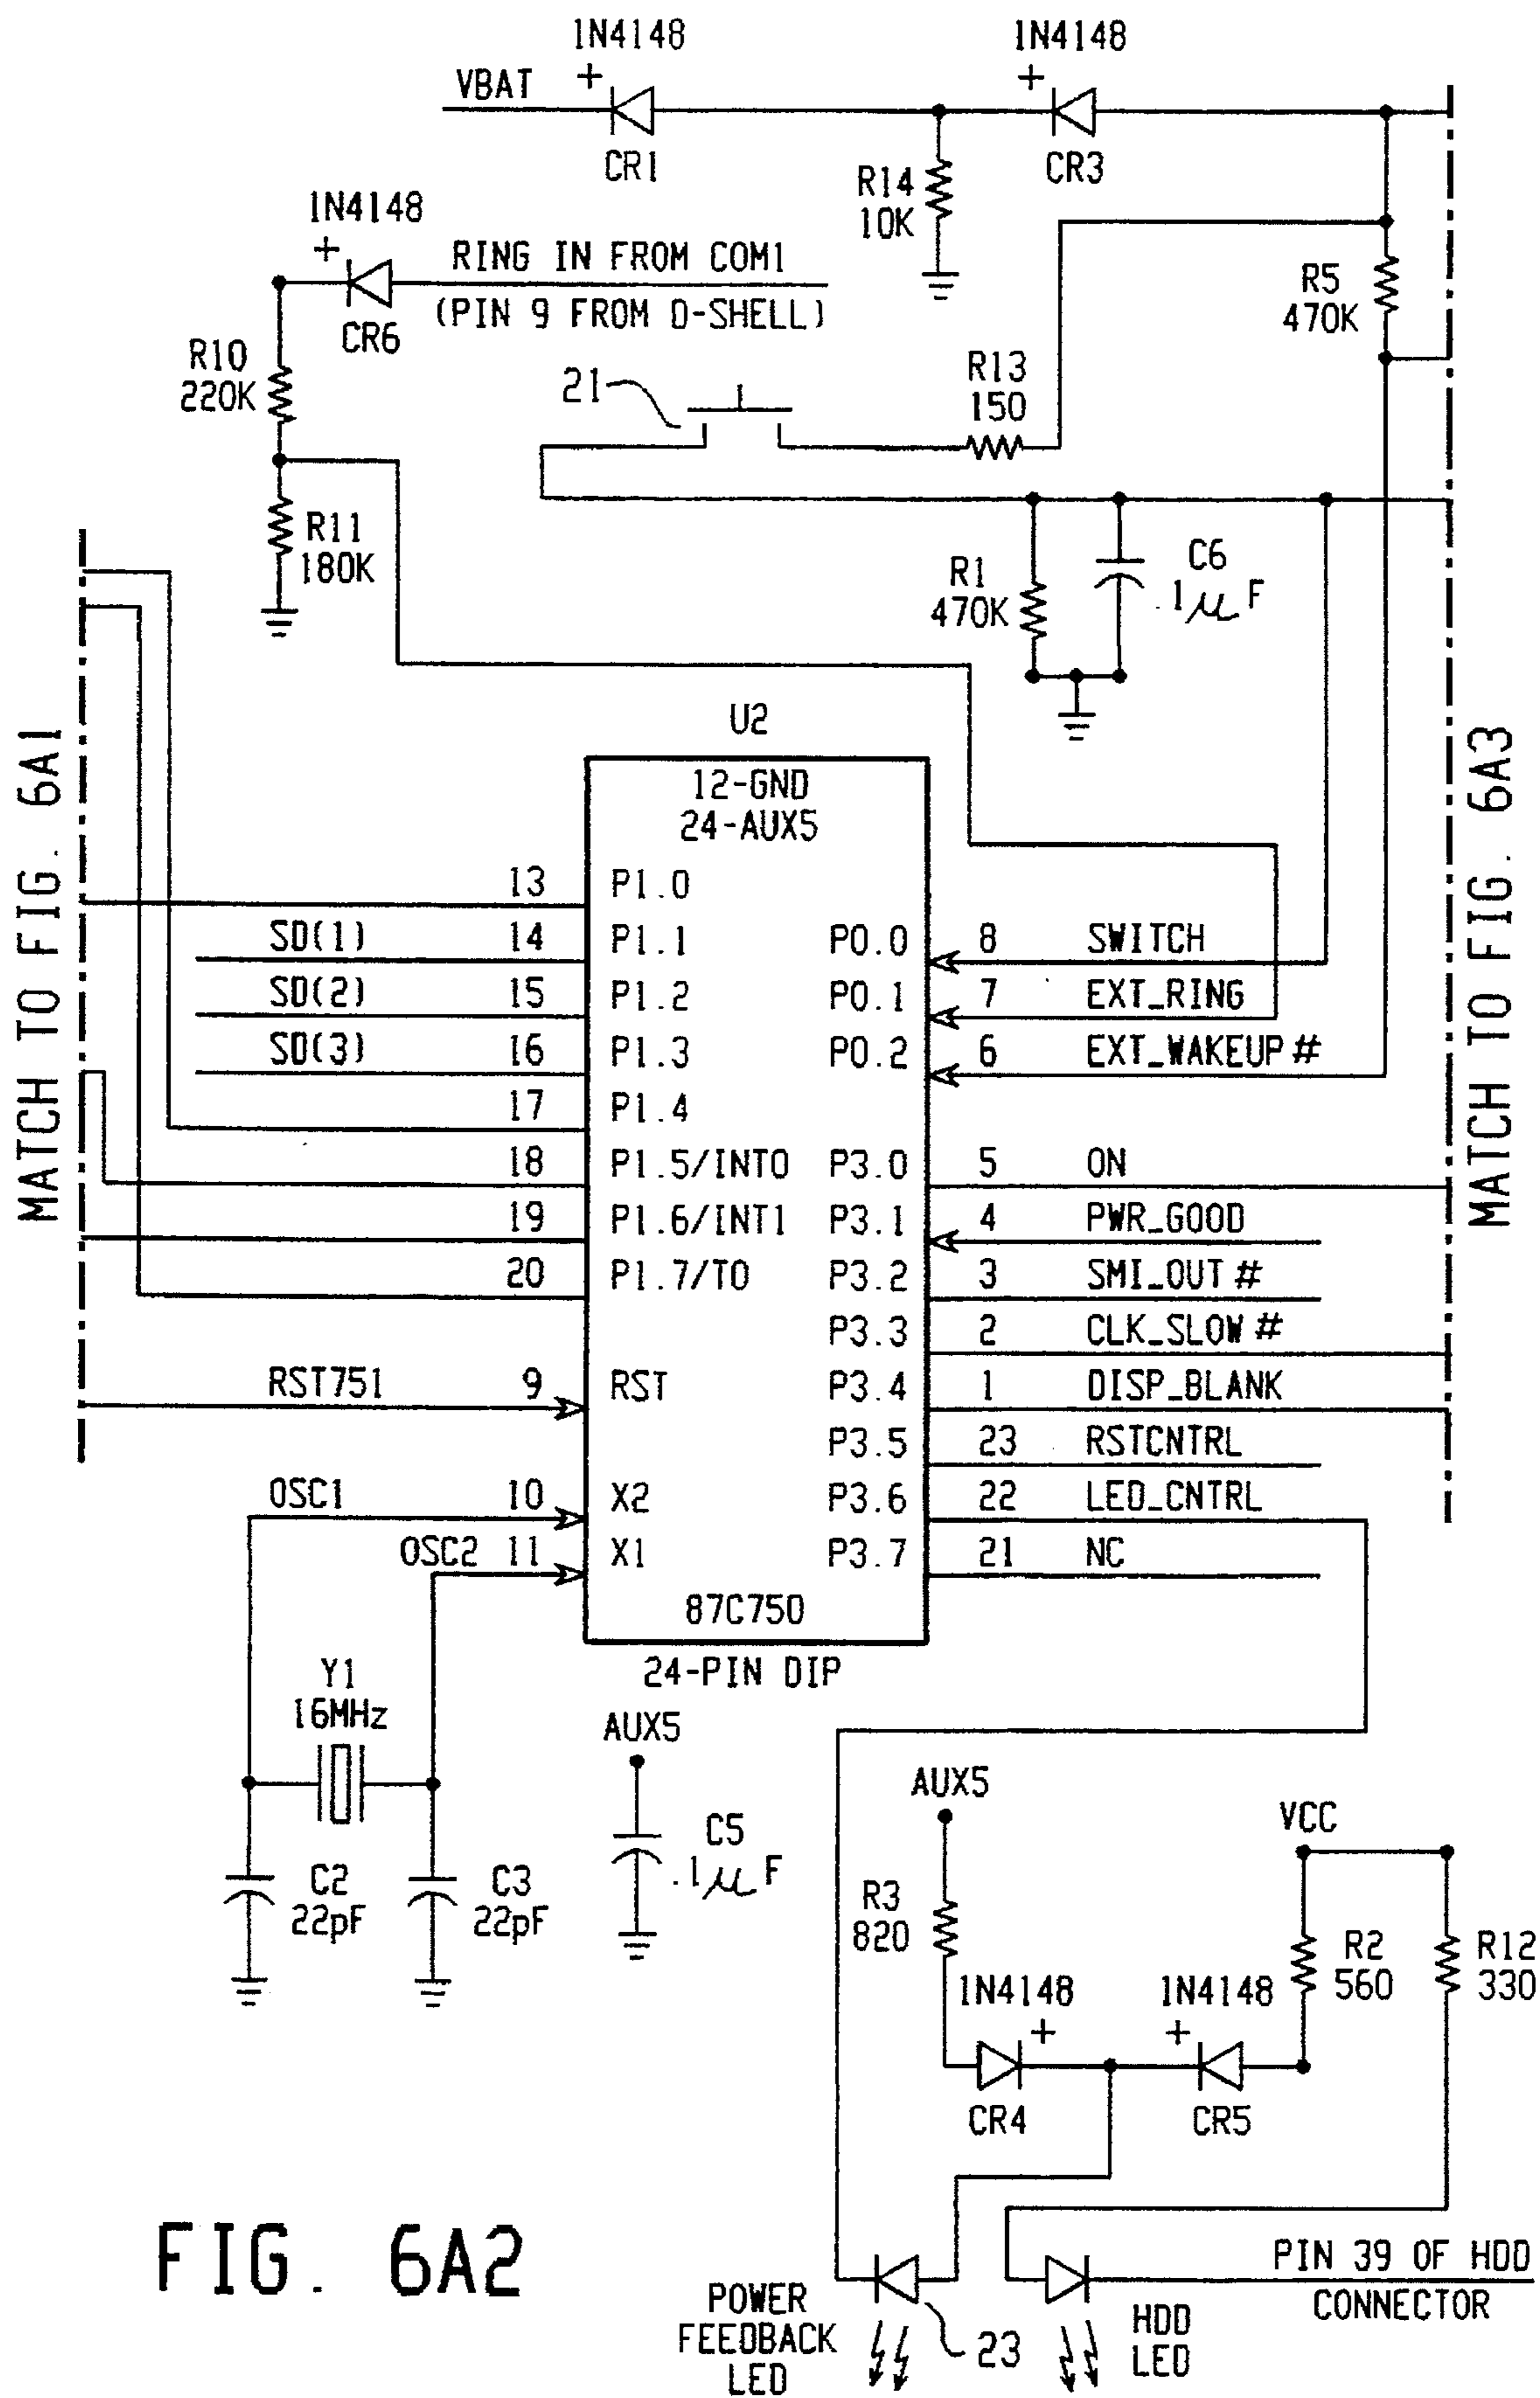 1N4148
1N4148
+
+
VBAT
CR1
CR3
R14
10K
1N4148
+
RING IN FROM COM1
(PIN 9 FROM D-SHELL)
CR6
R5
470K
R10
220K
21
R13
150
R11
180K
R1
470K
C6
.1µF
MATCH TO FIG. 6A1
MATCH TO FIG. 6A3
U2
12-GND
24-AUX5
13 P1.0
SD(1) 14 P1.1 P0.0 8 SWITCH
SD(2) 15 P1.2 P0.1 7 EXT_RING
SD(3) 16 P1.3 P0.2 6 EXT_WAKEUP#
17 P1.4
18 P1.5/INT0 P3.0 5 ON
19 P1.6/INT1 P3.1 4 PWR_GOOD
20 P1.7/T0 P3.2 3 SMI_OUT#
P3.3 2 CLK_SLOW#
RST751 9 RST P3.4 1 DISP_BLANK
P3.5 23 RSTCNTRL
OSC1 10 X2 P3.6 22 LED_CNTRL
OSC2 11 X1 P3.7 21 NC
87C750
24-PIN DIP
Y1
16MHz
AUX5
AUX5
VCC
C2
22pF
C3
22pF
C5
.1µF
R3
820
R2
560
R12
330
1N4148
+
1N4148
+
CR4
CR5
FIG. 6A2
POWER
FEEDBACK
LED
23
HDD
LED
PIN 39 OF HDD
CONNECTOR